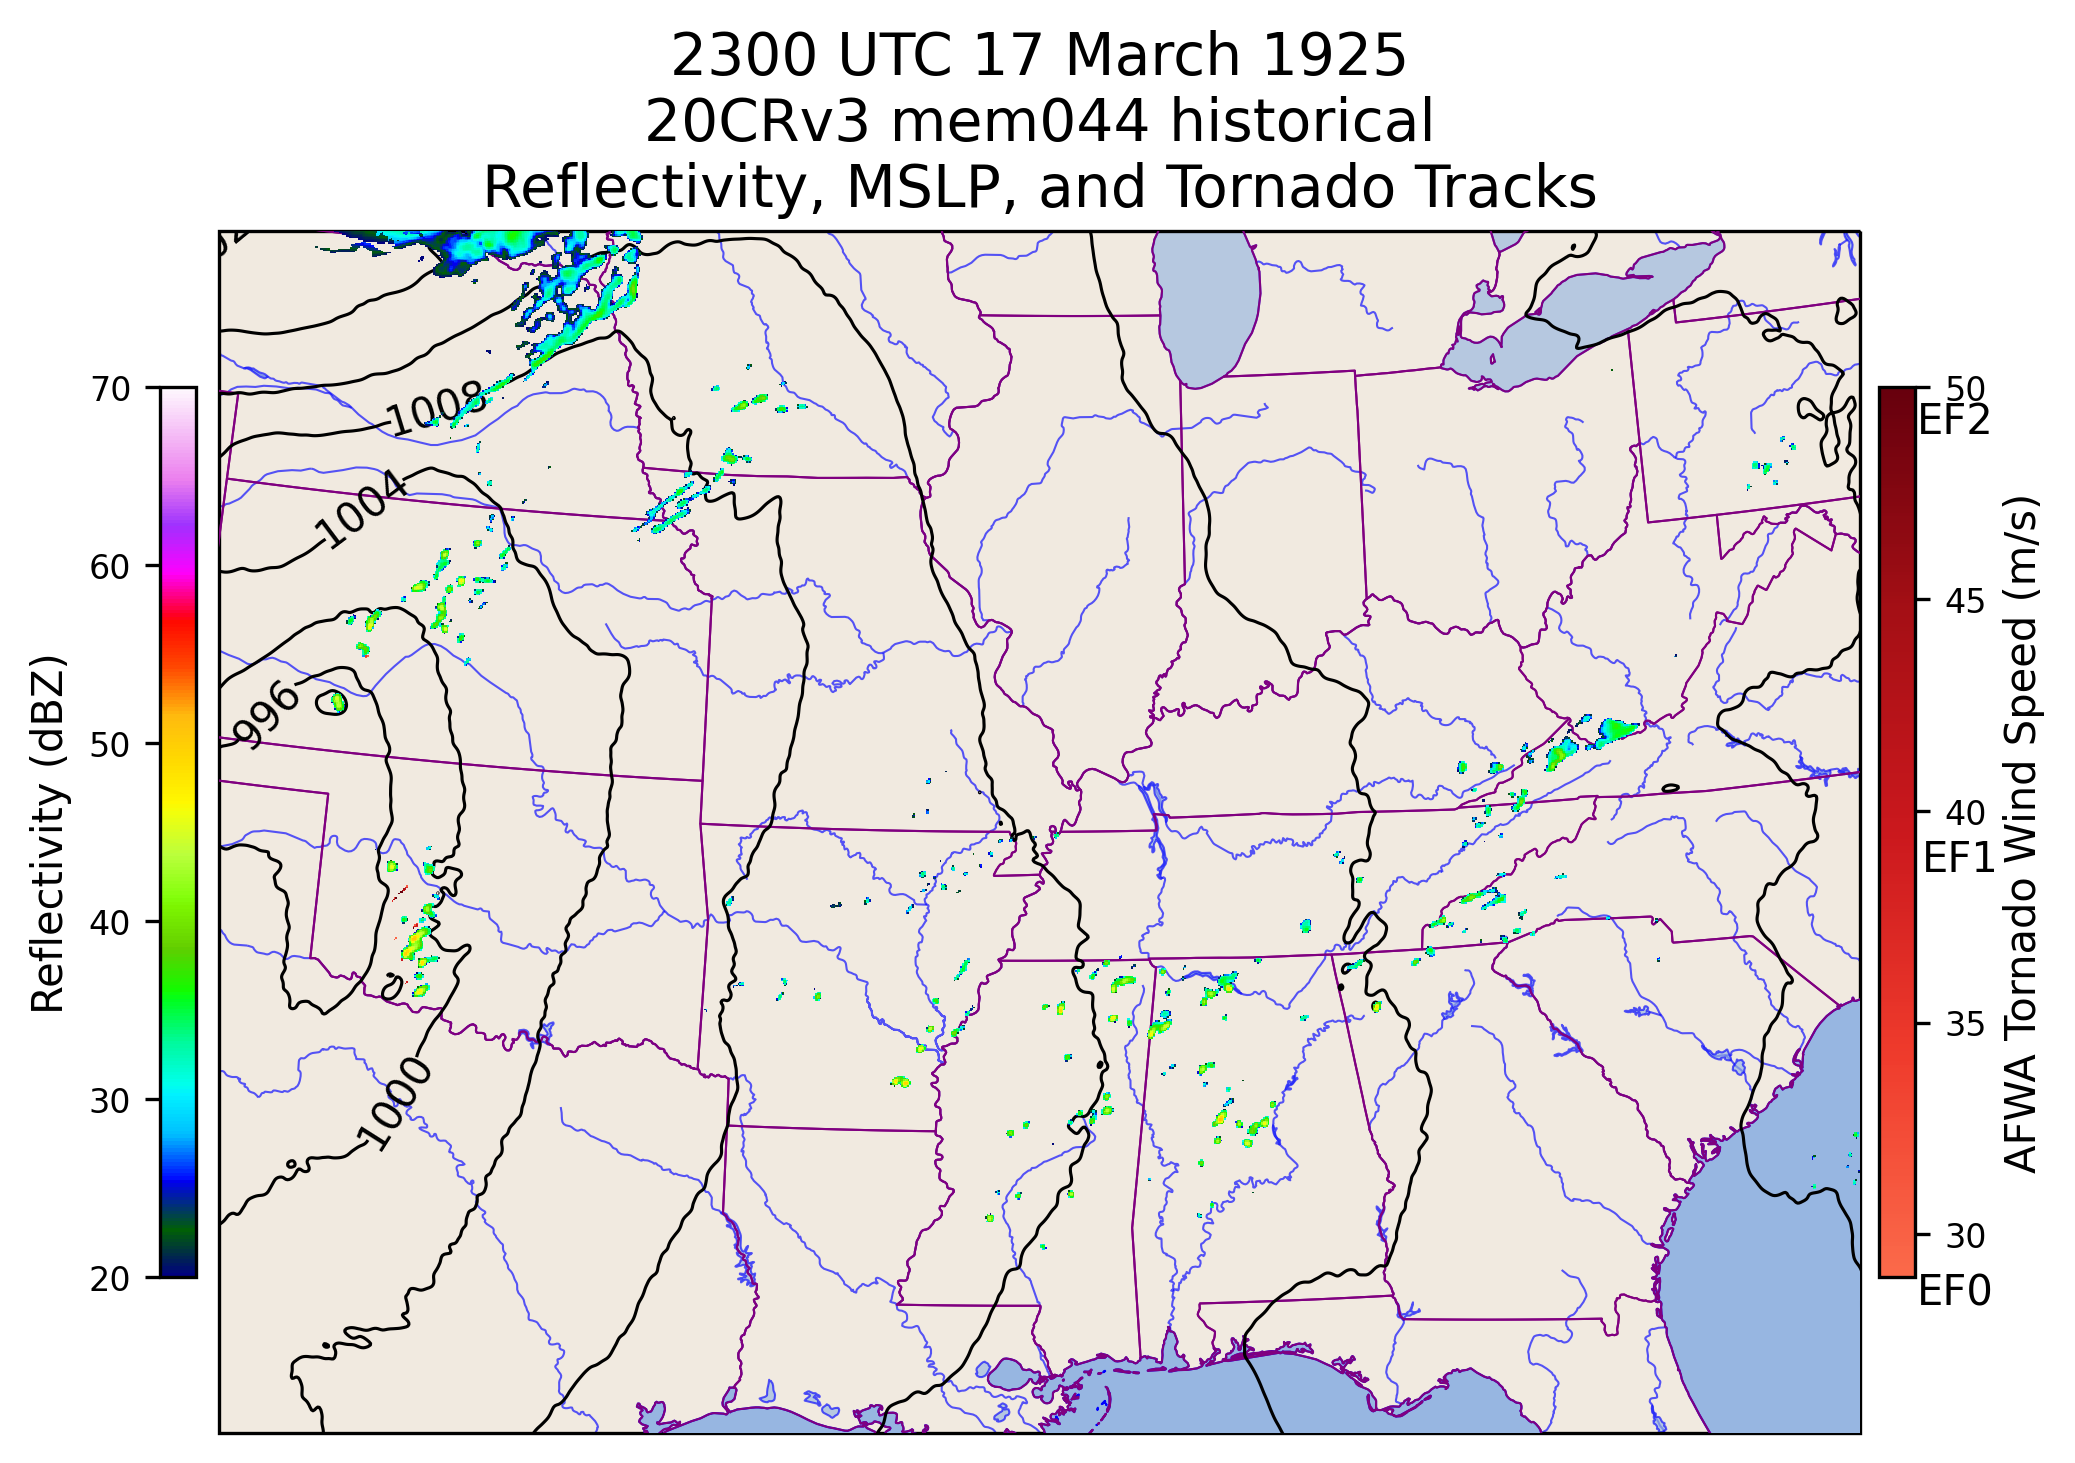 2300 UTC 17 March 1925
20CRv3 mem044 historical
Reflectivity, MSLP, and Tornado Tracks
Reflectivity (dBZ)
70
60
50
40
30
20
1008
1004
996
1000
50
EF2
45
40
EF1
35
30
EF0
AFWA Tornado Wind Speed (m/s)